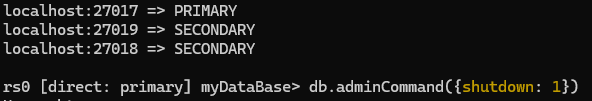 localhost:27017 => PRIMARY
localhost:27019 => SECONDARY
localhost:27018 => SECONDARY
rs0 [direct: primary] myDataBase> db.adminCommand({shutdown: 1})